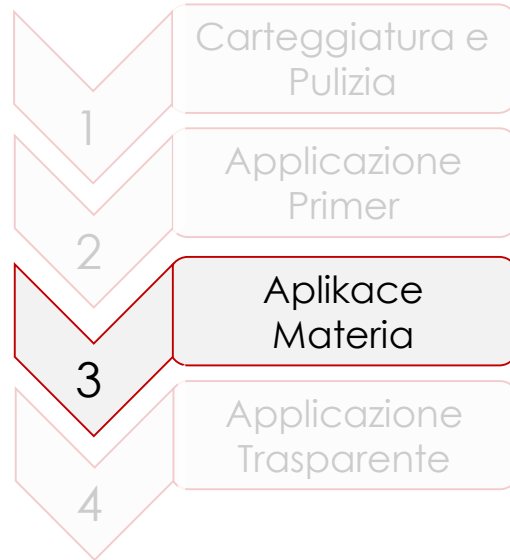 Carteggiatura e
Pulizia
1
Applicazione
Primer
2
Aplikace
Materia
3
Applicazione
Trasparente
4